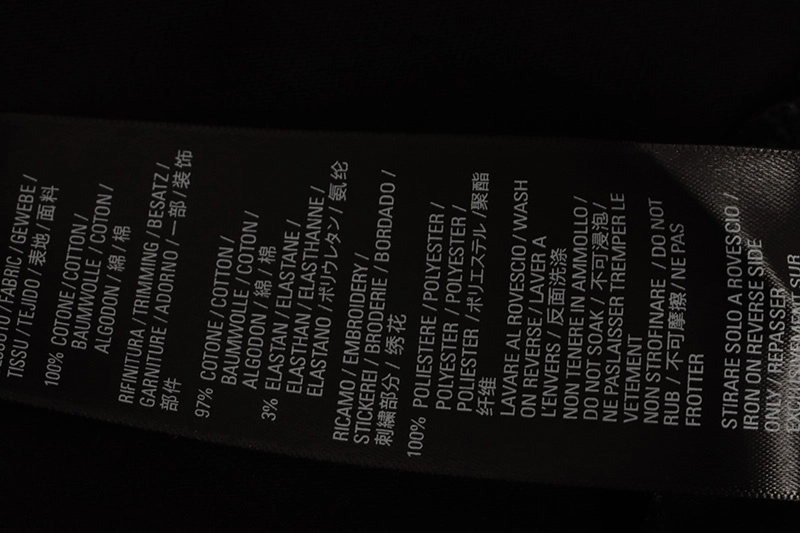 TESSUTO / FABRIC / GEWEBE /
TISSU / TEJIDO / 表地 / 面料
100% COTONE / COTTON /
BAUMWOLLE / COTON /
ALGODON / 綿 / 棉
RIFINITURA / TRIMMING / BESATZ /
GARNITURE / ADORNO / 一部 / 装饰
部件
97% COTONE / COTTON /
BAUMWOLLE / COTON /
ALGODON / 綿 / 棉
3% ELASTAN / ELASTANE /
ELASTHAN / ELASTHANNE /
ELASTANO / ポリウレタン / 氨纶
RICAMO / EMBROIDERY /
STICKEREI / BRODERIE / BORDADO /
刺繍部分 / 绣花
100% POLIESTERE / POLYESTER /
POLYESTER / POLYESTER /
POLIESTER / ポリエステル / 聚酯
纤维
LAVARE AL ROVESCIO / WASH
ON REVERSE / LAVER A
L'ENVERS / 反面洗涤
NON TENERE IN AMMOLLO /
DO NOT SOAK / 不可浸泡 /
NE PASLAISSER TREMPER LE
VETEMENT
NON STROFINARE / DO NOT
RUB / 不可摩擦 / NE PAS
FROTTER
STIRARE SOLO A ROVESCIO /
IRON ON REVERSE SIDE
ONLY / REPASSER
EXCLUSIVEMENT SUR